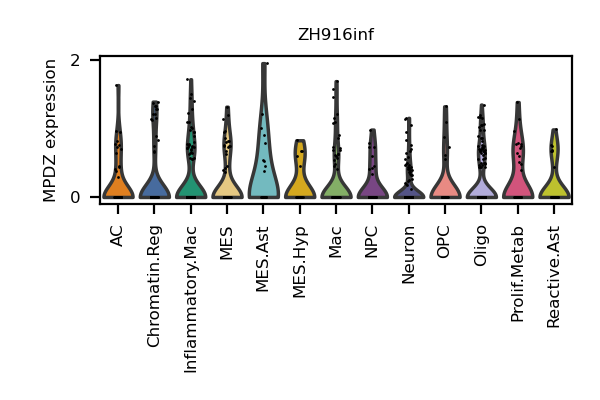 ZH916inf
MPDZ expression
2
0
AC
Chromatin.Reg
Inflammatory.Mac
MES
MES.Ast
MES.Hyp
Mac
NPC
Neuron
OPC
Oligo
Prolif.Metab
Reactive.Ast